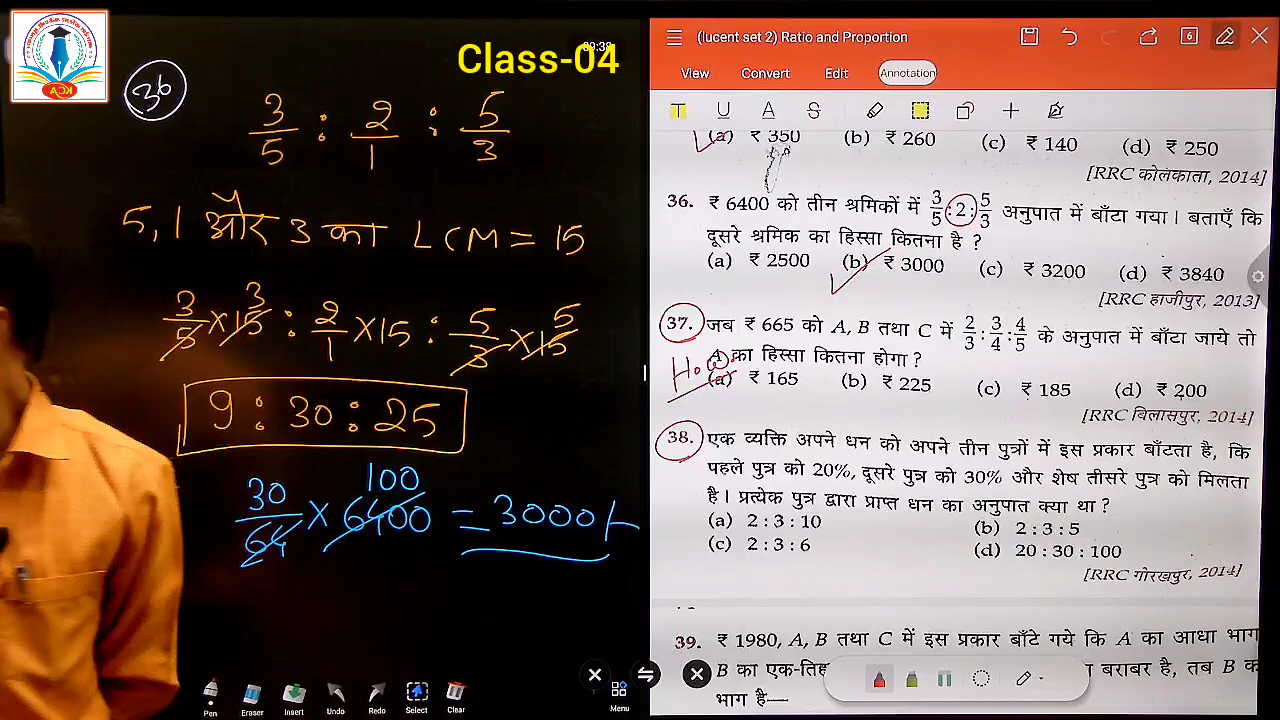 Class-04
36
3/5 : 2/1 : 5/3
5, 1 और 3 का LCM = 15
3/5 × 15 3 : 2/1 × 15 : 5/3 × 15 5
9 : 30 : 25
30/64 × 6400 100 = 3000/-
Pen
Eraser
Insert
Undo
Redo
Select
Clear
Menu
(lucent set 2) Ratio and Proportion
6
View
Convert
Edit
Annotation
T U A S
(a) ₹ 350 (b) ₹ 260 (c) ₹ 140 (d) ₹ 250
[RRC कोलकाता, 2014]
36. ₹ 6400 को तीन श्रमिकों में 3/5 : 2 : 5/3 अनुपात में बाँटा गया। बताएँ कि
दूसरे श्रमिक का हिस्सा कितना है ?
(a) ₹ 2500 (b) ₹ 3000 (c) ₹ 3200 (d) ₹ 3840
[RRC हाजीपुर, 2013]
37. जब ₹ 665 को A, B तथा C में 2/3 : 3/4 : 4/5 के अनुपात में बाँटा जाये तो
A का हिस्सा कितना होगा ?
H.W.
(a) ₹ 165 (b) ₹ 225 (c) ₹ 185 (d) ₹ 200
[RRC बिलासपुर, 2014]
38. एक व्यक्ति अपने धन को अपने तीन पुत्रों में इस प्रकार बाँटता है, कि
पहले पुत्र को 20%, दूसरे पुत्र को 30% और शेष तीसरे पुत्र को मिलता
है। प्रत्येक पुत्र द्वारा प्राप्त धन का अनुपात क्या था ?
(a) 2 : 3 : 10 (b) 2 : 3 : 5
(c) 2 : 3 : 6 (d) 20 : 30 : 100
[RRC गोरखपुर, 2014]
39. ₹ 1980, A, B तथा C में इस प्रकार बाँटे गये कि A का आधा भाग
B का बराबर है, तब B
भाग है—